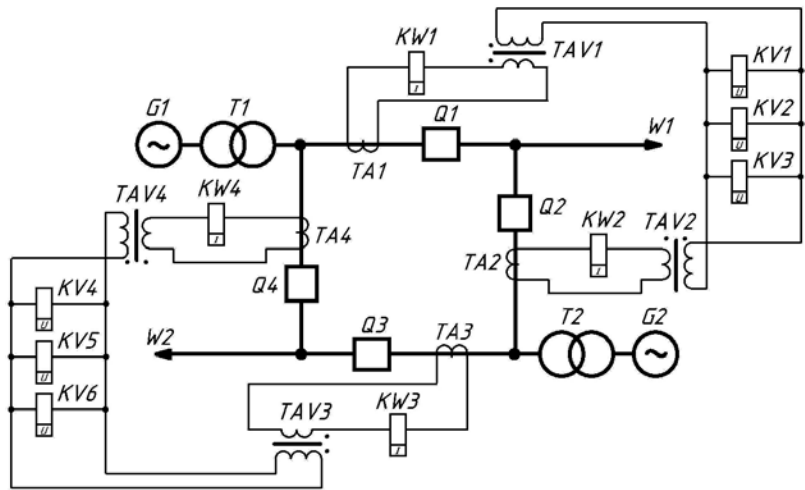 KW1
TAV1
KV1
G1
T1
Q1
W1
KV2
TA1
KV3
TAV4
KW4
Q2
KW2
TAV2
TA4
TA2
Q4
KV4
W2
Q3
TA3
T2
G2
KV5
KV6
TAV3
KW3
I
I
I
I
U
U
U
U
U
U